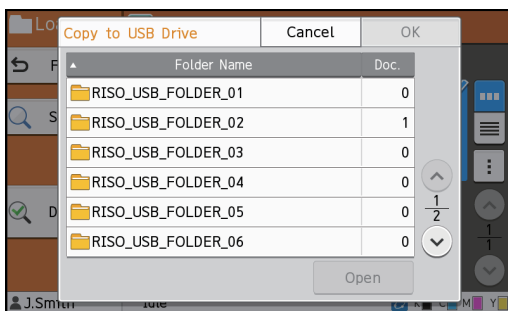 Lo
Copy to USB Drive Cancel OK
F Folder Name Doc.
RISO_USB_FOLDER_01 0
S RISO_USB_FOLDER_02 1
RISO_USB_FOLDER_03 0
RISO_USB_FOLDER_04 0
D RISO_USB_FOLDER_05 0
RISO_USB_FOLDER_06 0
1
2
1
1
Open
J.Smith Idle K C M Y